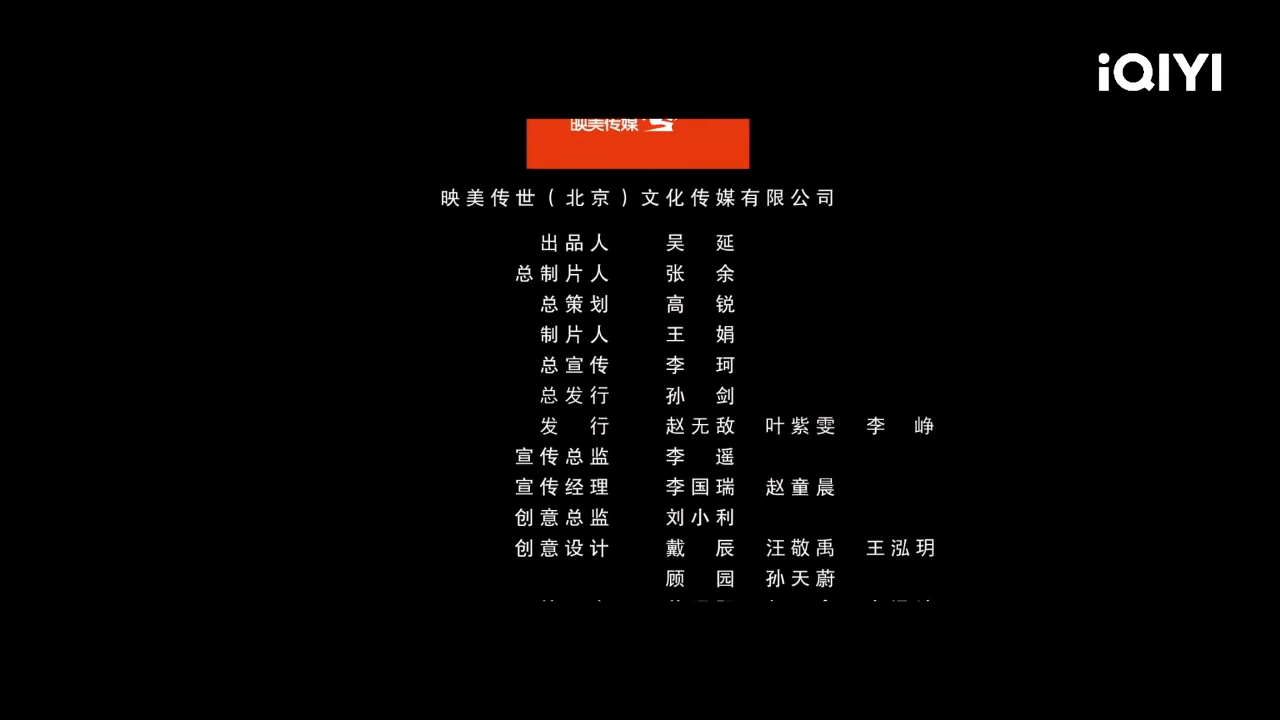 iQIYI
映美传媒
映美传世（北京）文化传媒有限公司
出品人 吴延
总制片人 张余
总策划 高锐
制片人 王娟
总宣传 李珂
总发行 孙剑
发行 赵无敌 叶紫雯 李峥
宣传总监 李遥
宣传经理 李国瑞 赵童晨
创意总监 刘小利
创意设计 戴辰 汪敬禹 王泓玥
顾园 孙天蔚